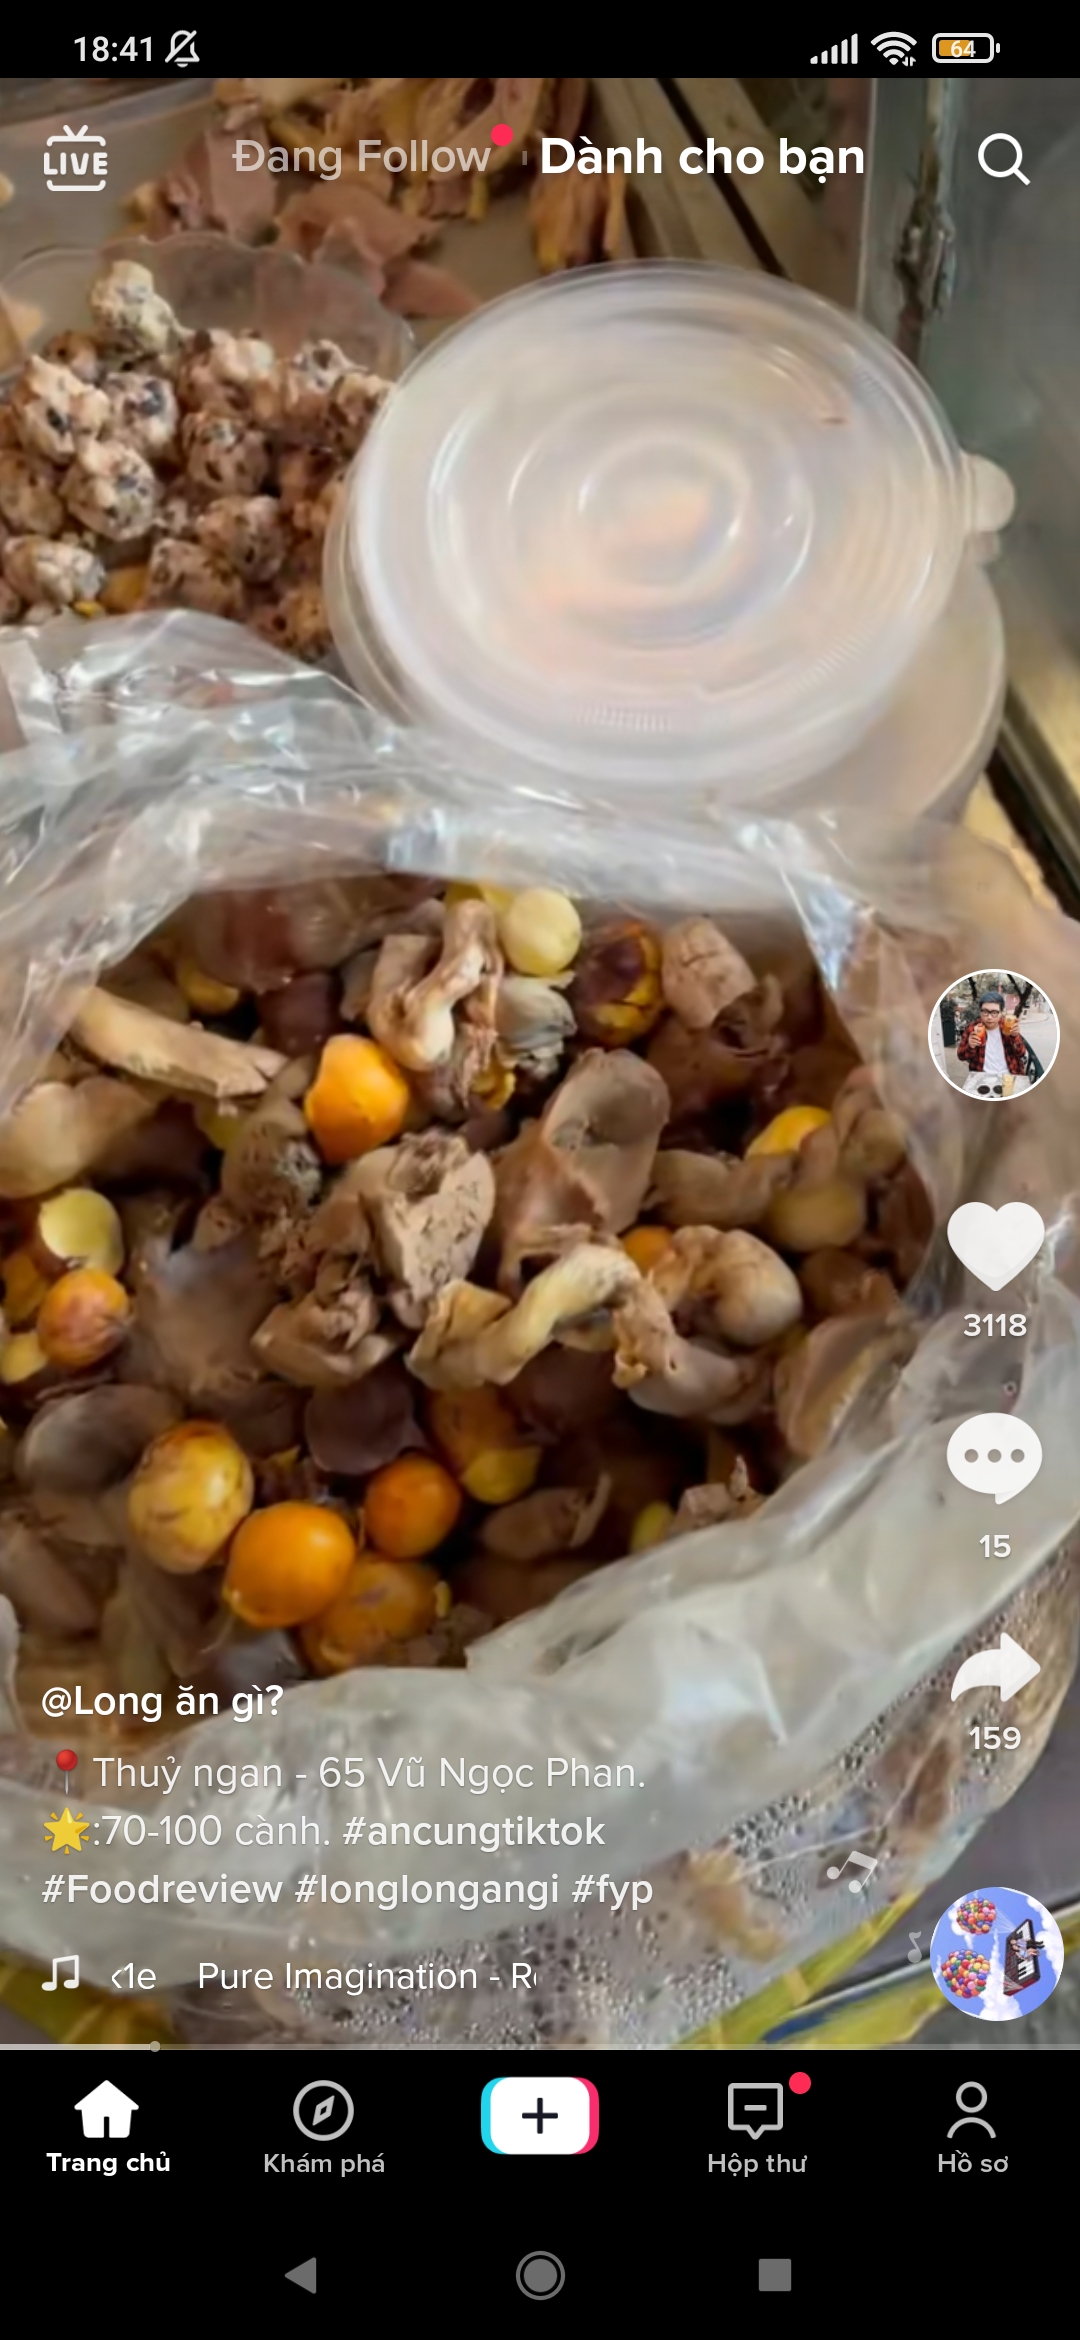 18:41
64
LIVE
Đang Follow
Dành cho bạn
3118
15
159
@Long ăn gì?
Thuỷ ngan - 65 Vũ Ngọc Phan.
:70-100 cành. #ancungtiktok
#Foodreview #longlongangi #fyp
Pure Imagination - R
Trang chủ
Khám phá
Hộp thư
Hồ sơ